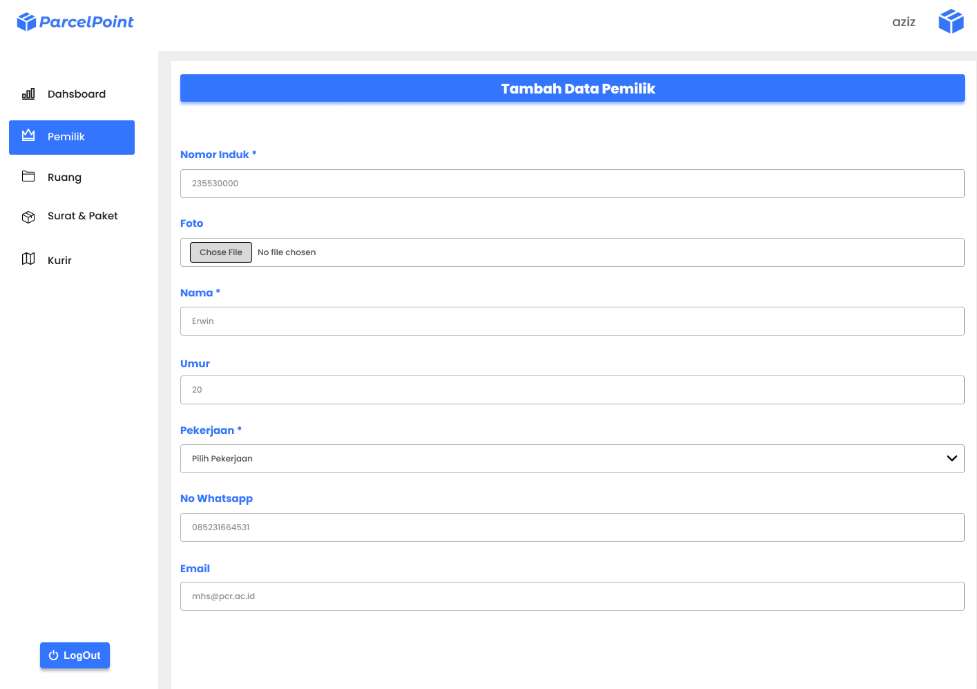 ParcelPoint
aziz
Dahsboard
Pemilik
Ruang
Surat & Paket
Kurir
LogOut
Tambah Data Pemilik
Nomor Induk *
235530000
Foto
Chose File No file chosen
Nama *
Erwin
Umur
20
Pekerjaan *
Pilih Pekerjaan
No Whatsapp
085231664531
Email
mhs@pcr.ac.id